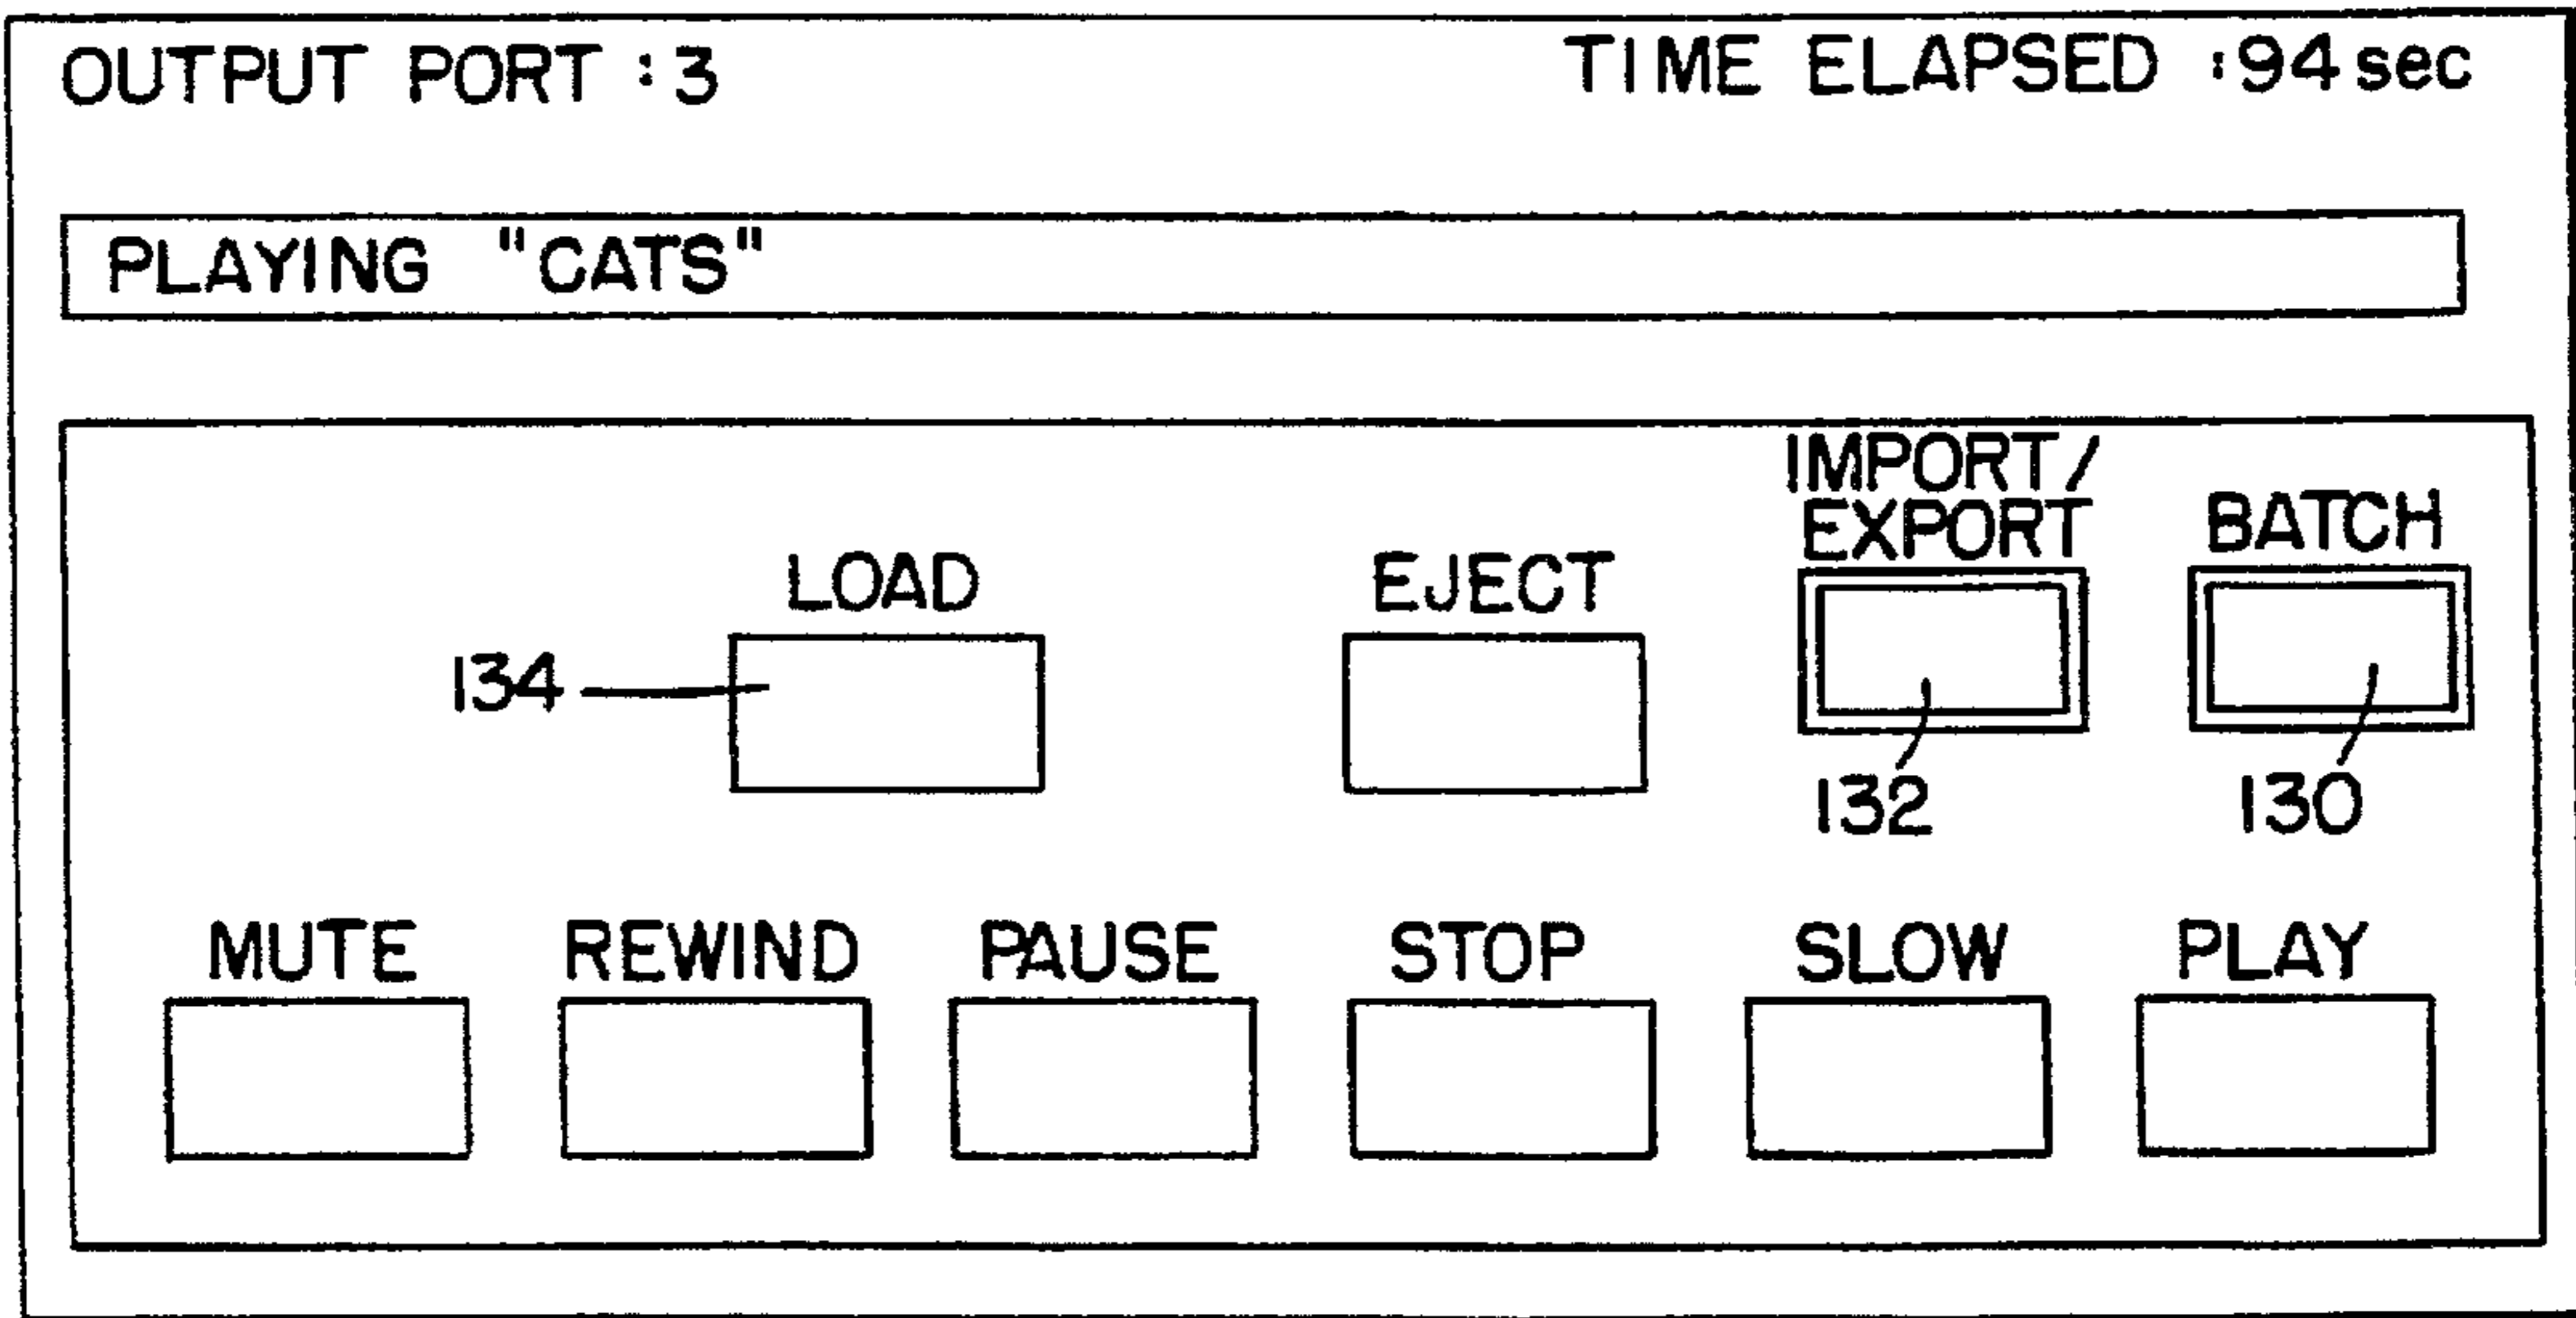 OUTPUT PORT :3
TIME ELAPSED :94 sec
PLAYING "CATS"
IMPORT/
EXPORT
BATCH
LOAD
EJECT
134
132
130
MUTE
REWIND
PAUSE
STOP
SLOW
PLAY